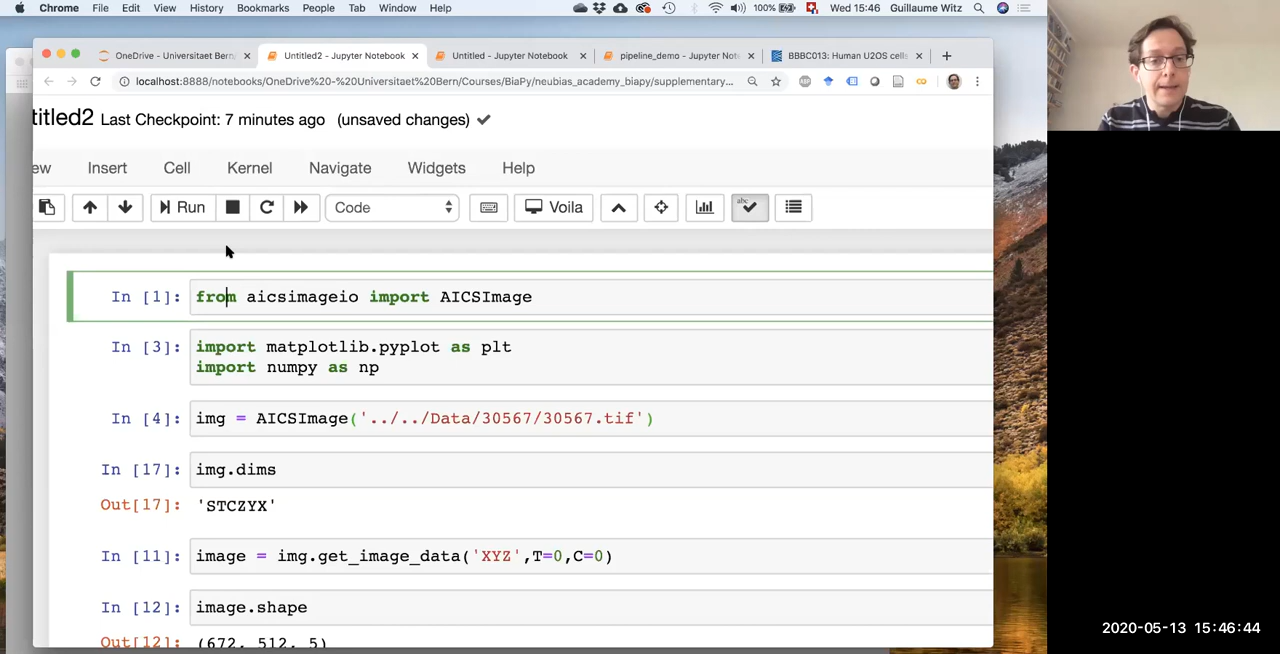 Chrome File Edit View History Bookmarks People Tab Window Help 100% Wed 15:46 Guillaume Witz
OneDrive - Universitaet Bern Untitled2 - Jupyter Notebook Untitled - Jupyter Notebook pipeline_demo - Jupyter Not BBBC013: Human U2OS cells
localhost:8888/notebooks/OneDrive%20-%20Universitaet%20Bern/Courses/BiaPy/neubias_academy_biapy/supplementary...
titled2 Last Checkpoint: 7 minutes ago (unsaved changes)
ew Insert Cell Kernel Navigate Widgets Help
Run Code Voila
In [1]: from aicsimageio import AICSImage
In [3]: import matplotlib.pyplot as plt
import numpy as np
In [4]: img = AICSImage('../../Data/30567/30567.tif')
In [17]: img.dims
Out[17]: 'STCZYX'
In [11]: image = img.get_image_data('XYZ',T=0,C=0)
In [12]: image.shape
Out[12]: (672, 512, 5)
2020-05-13 15:46:44